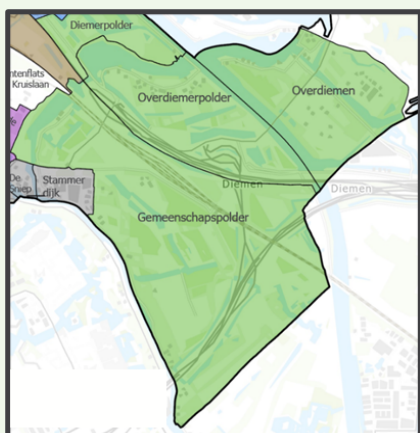 Diemerpolder
ntenflats
Kruislaan
Overdiemerpolder
Overdiemen
De
Sniep
Stammer
dijk
Diemen
Diemen
Gemeenschapspolder